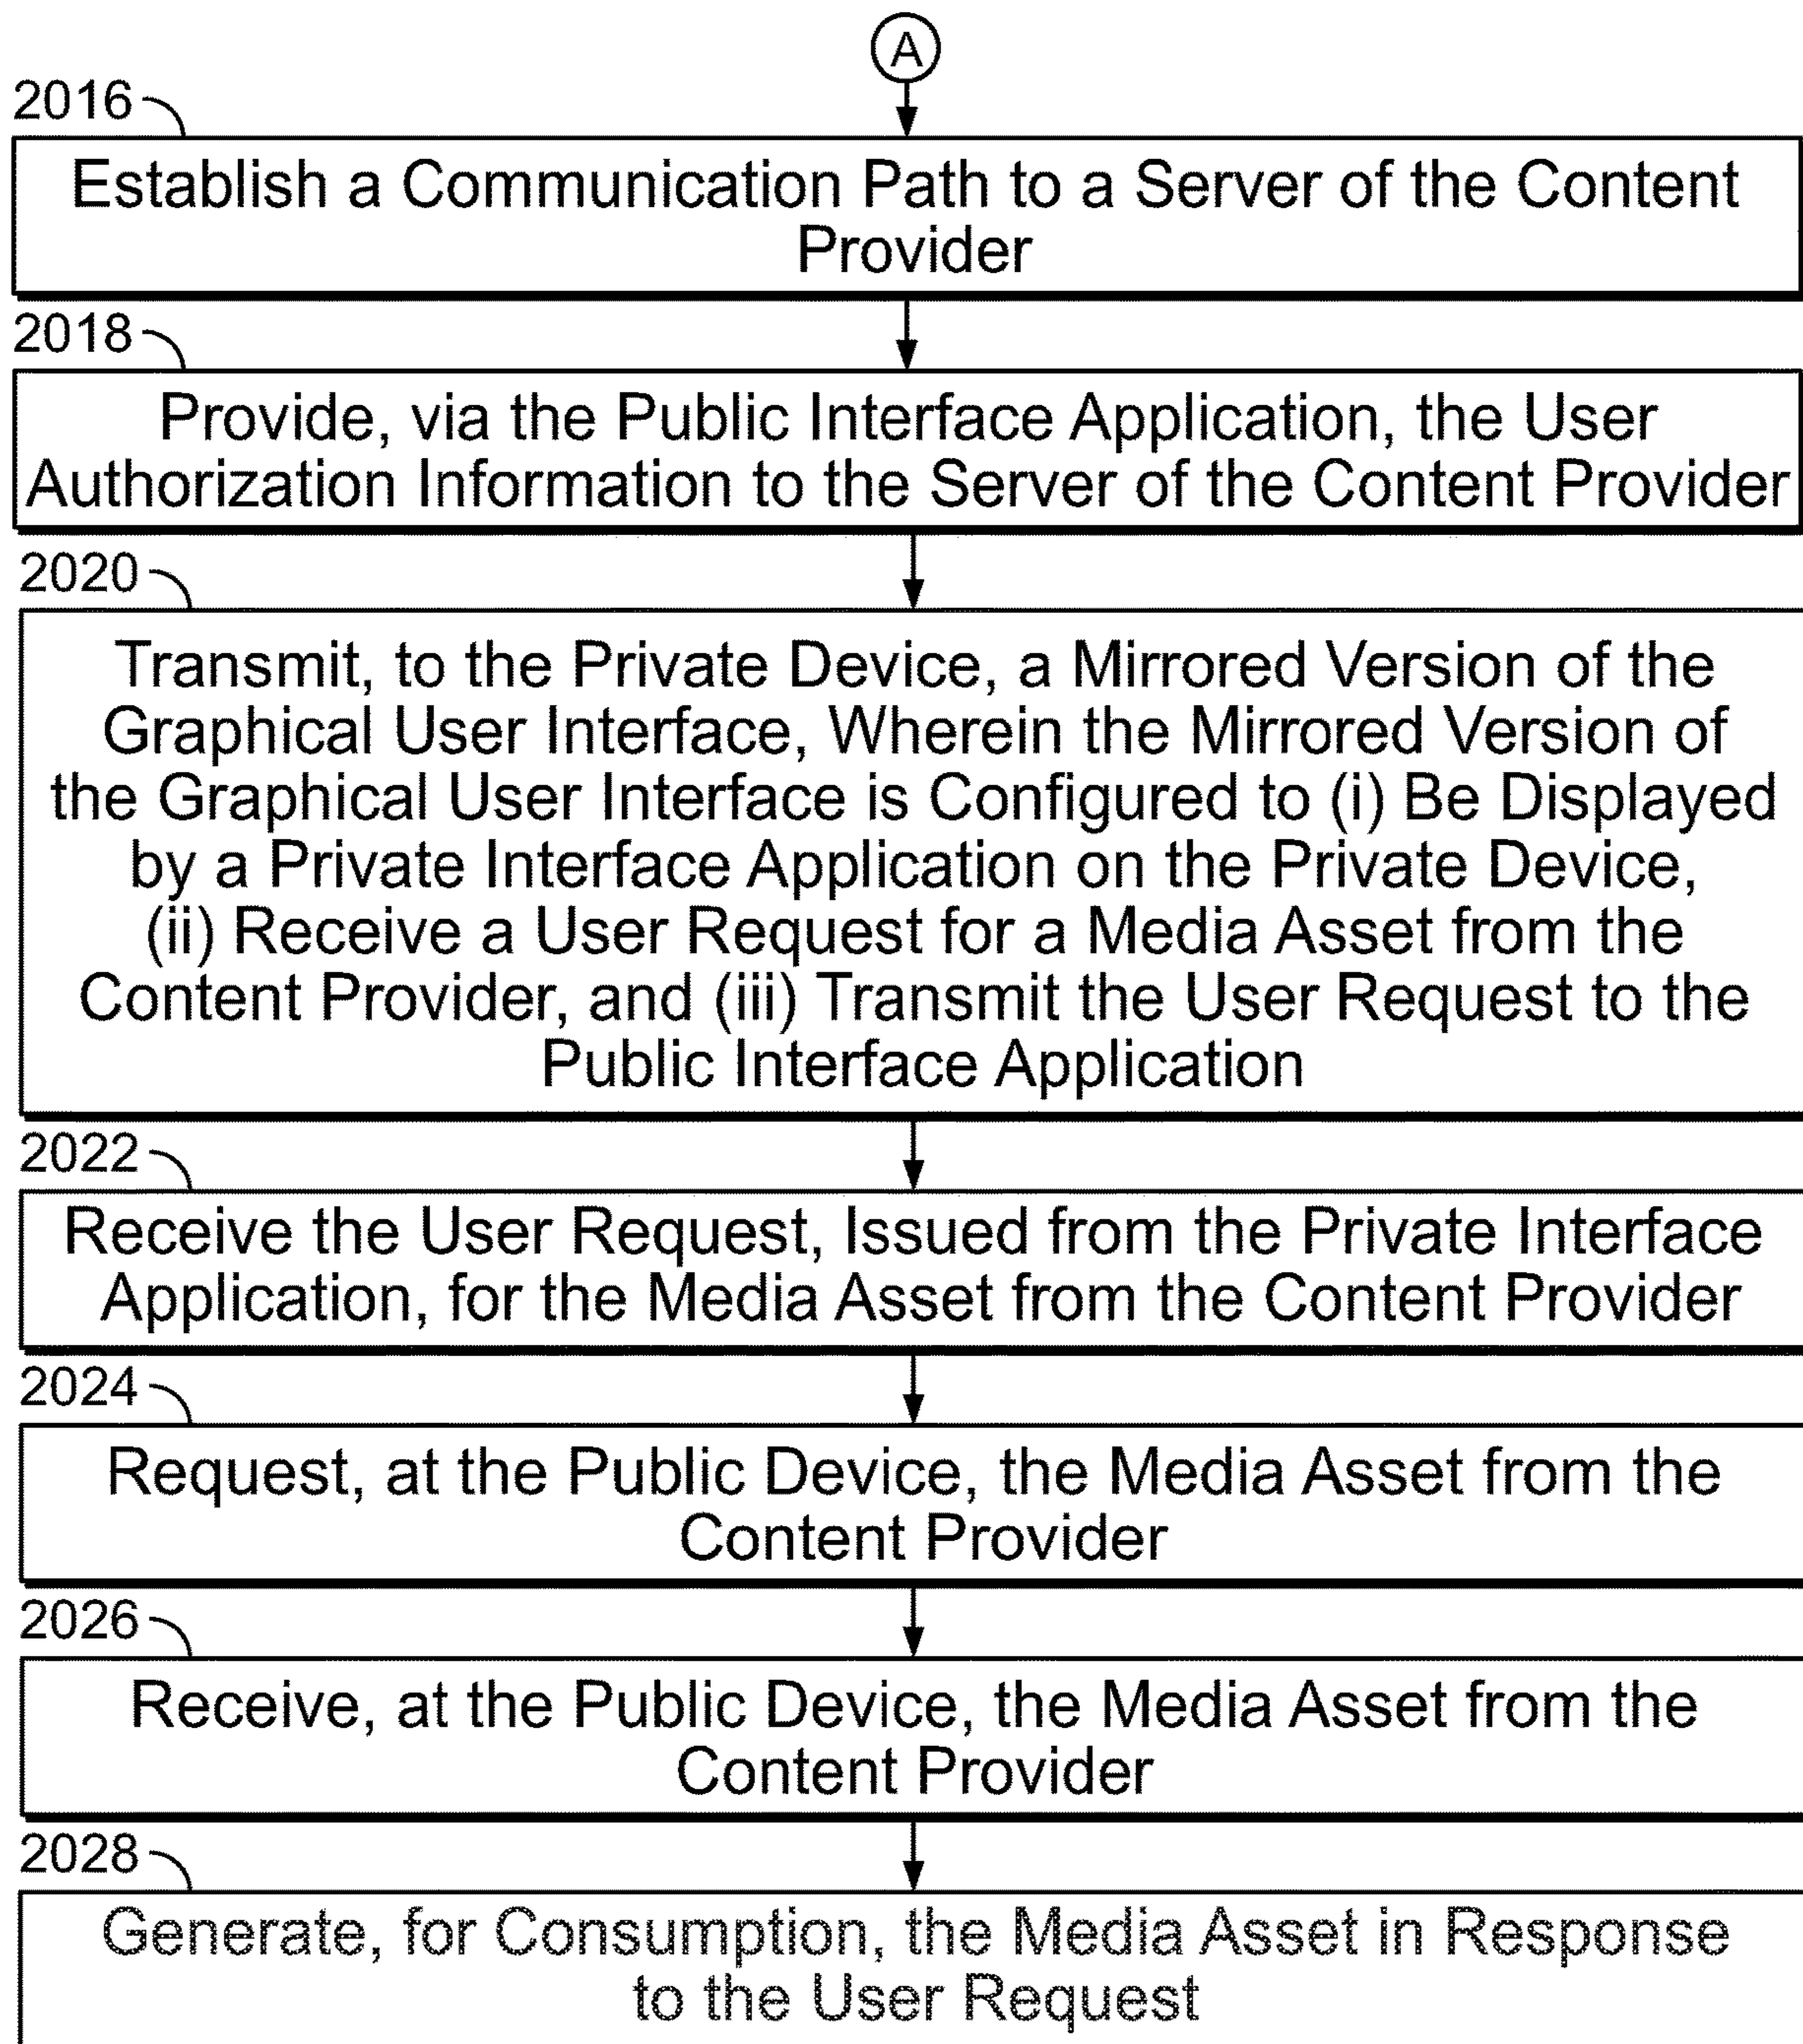 A
2016
Establish a Communication Path to a Server of the Content
Provider
2018
Provide, via the Public Interface Application, the User
Authorization Information to the Server of the Content Provider
2020
Transmit, to the Private Device, a Mirrored Version of the
Graphical User Interface, Wherein the Mirrored Version of
the Graphical User Interface is Configured to (i) Be Displayed
by a Private Interface Application on the Private Device,
(ii) Receive a User Request for a Media Asset from the
Content Provider, and (iii) Transmit the User Request to the
Public Interface Application
2022
Receive the User Request, Issued from the Private Interface
Application, for the Media Asset from the Content Provider
2024
Request, at the Public Device, the Media Asset from the
Content Provider
2026
Receive, at the Public Device, the Media Asset from the
Content Provider
2028
Generate, for Consumption, the Media Asset in Response
to the User Request